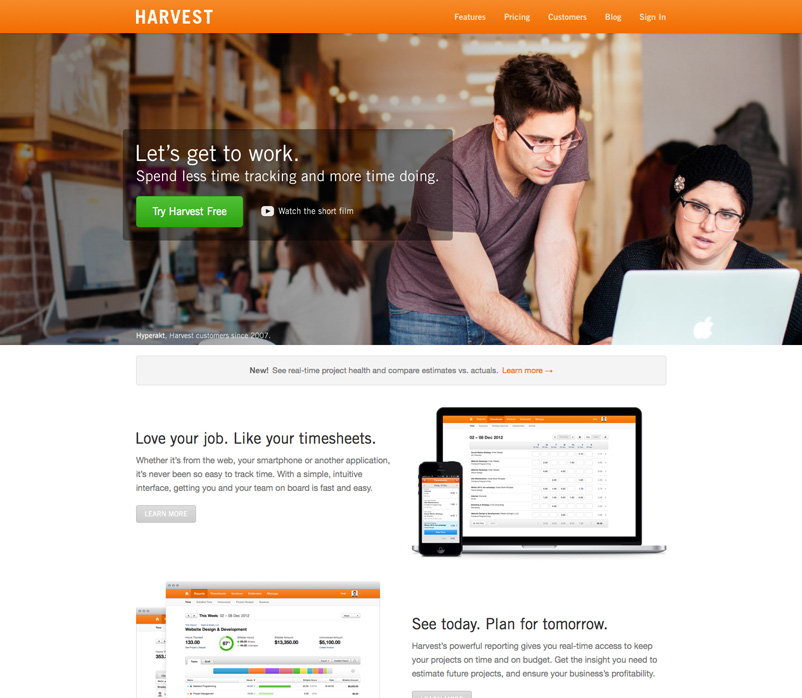 HARVEST
Features Pricing Customers Blog Sign In
Let's get to work.
Spend less time tracking and more time doing.
Try Harvest Free Watch the short film
Hyperakt, Harvest customers since 2007.
New! See real-time project health and compare estimates vs. actuals. Learn more →
Love your job. Like your timesheets.
Whether it's from the web, your smartphone or another application,
it's never been so easy to track time. With a simple, intuitive
interface, getting you and your team on board is fast and easy.
LEARN MORE
02 – 08 Dec 2012
This Week: 02 – 08 Dec 2012
Website Design & Development
133.00 $13,350.00 $5,100.00
See today. Plan for tomorrow.
Harvest's powerful reporting gives you real-time access to keep
your projects on time and on budget. Get the insight you need to
estimate future projects, and ensure your business's profitability.